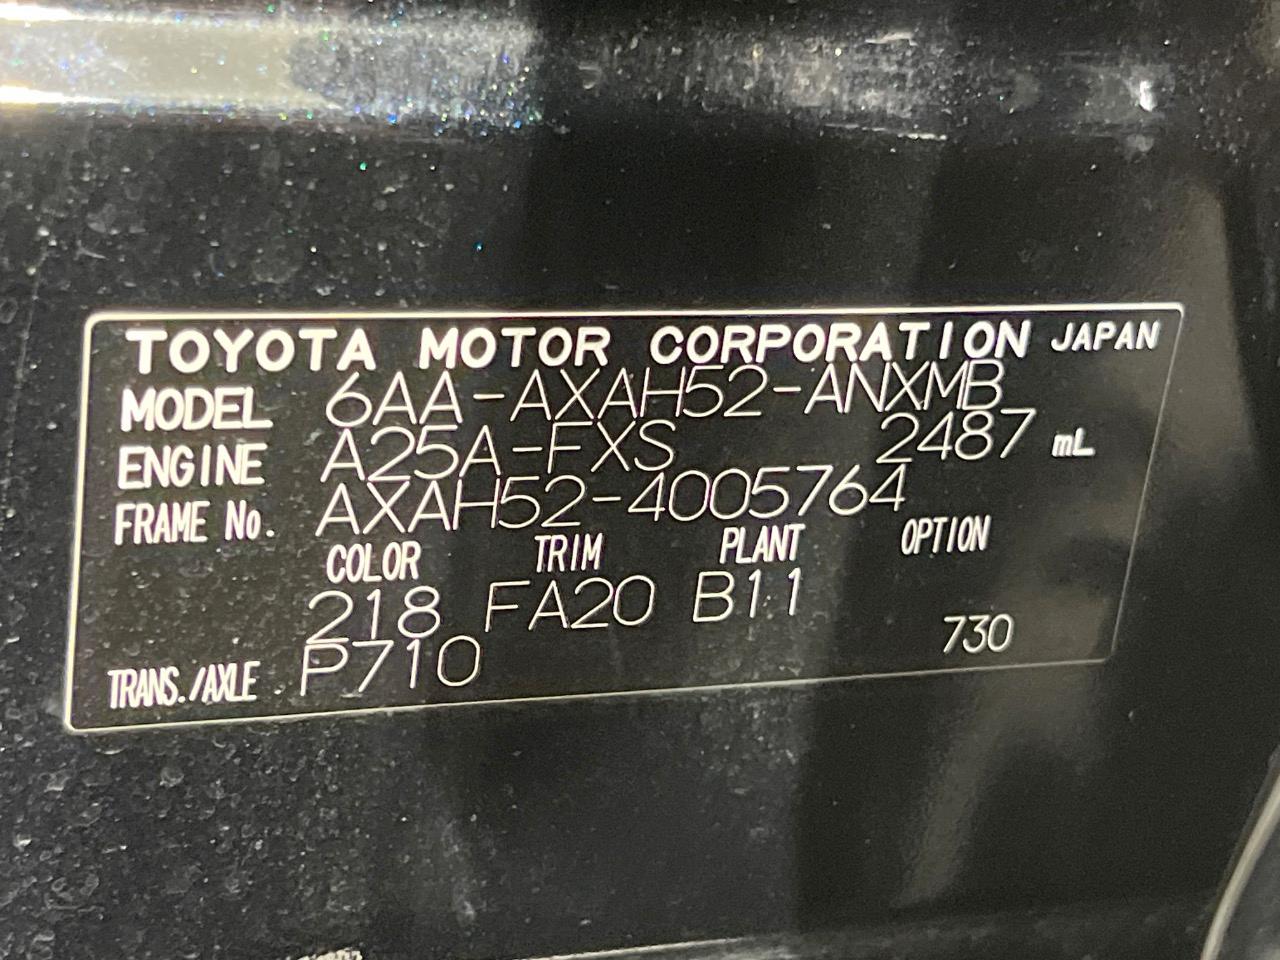 TOYOTA MOTOR CORPORATION JAPAN
MODEL 6AA-AXAH52-ANXMB
ENGINE A25A-FXS 2487 mL
FRAME No. AXAH52-4005764
COLOR TRIM PLANT OPTION
218 FA20 B11
730
TRANS./AXLE P710